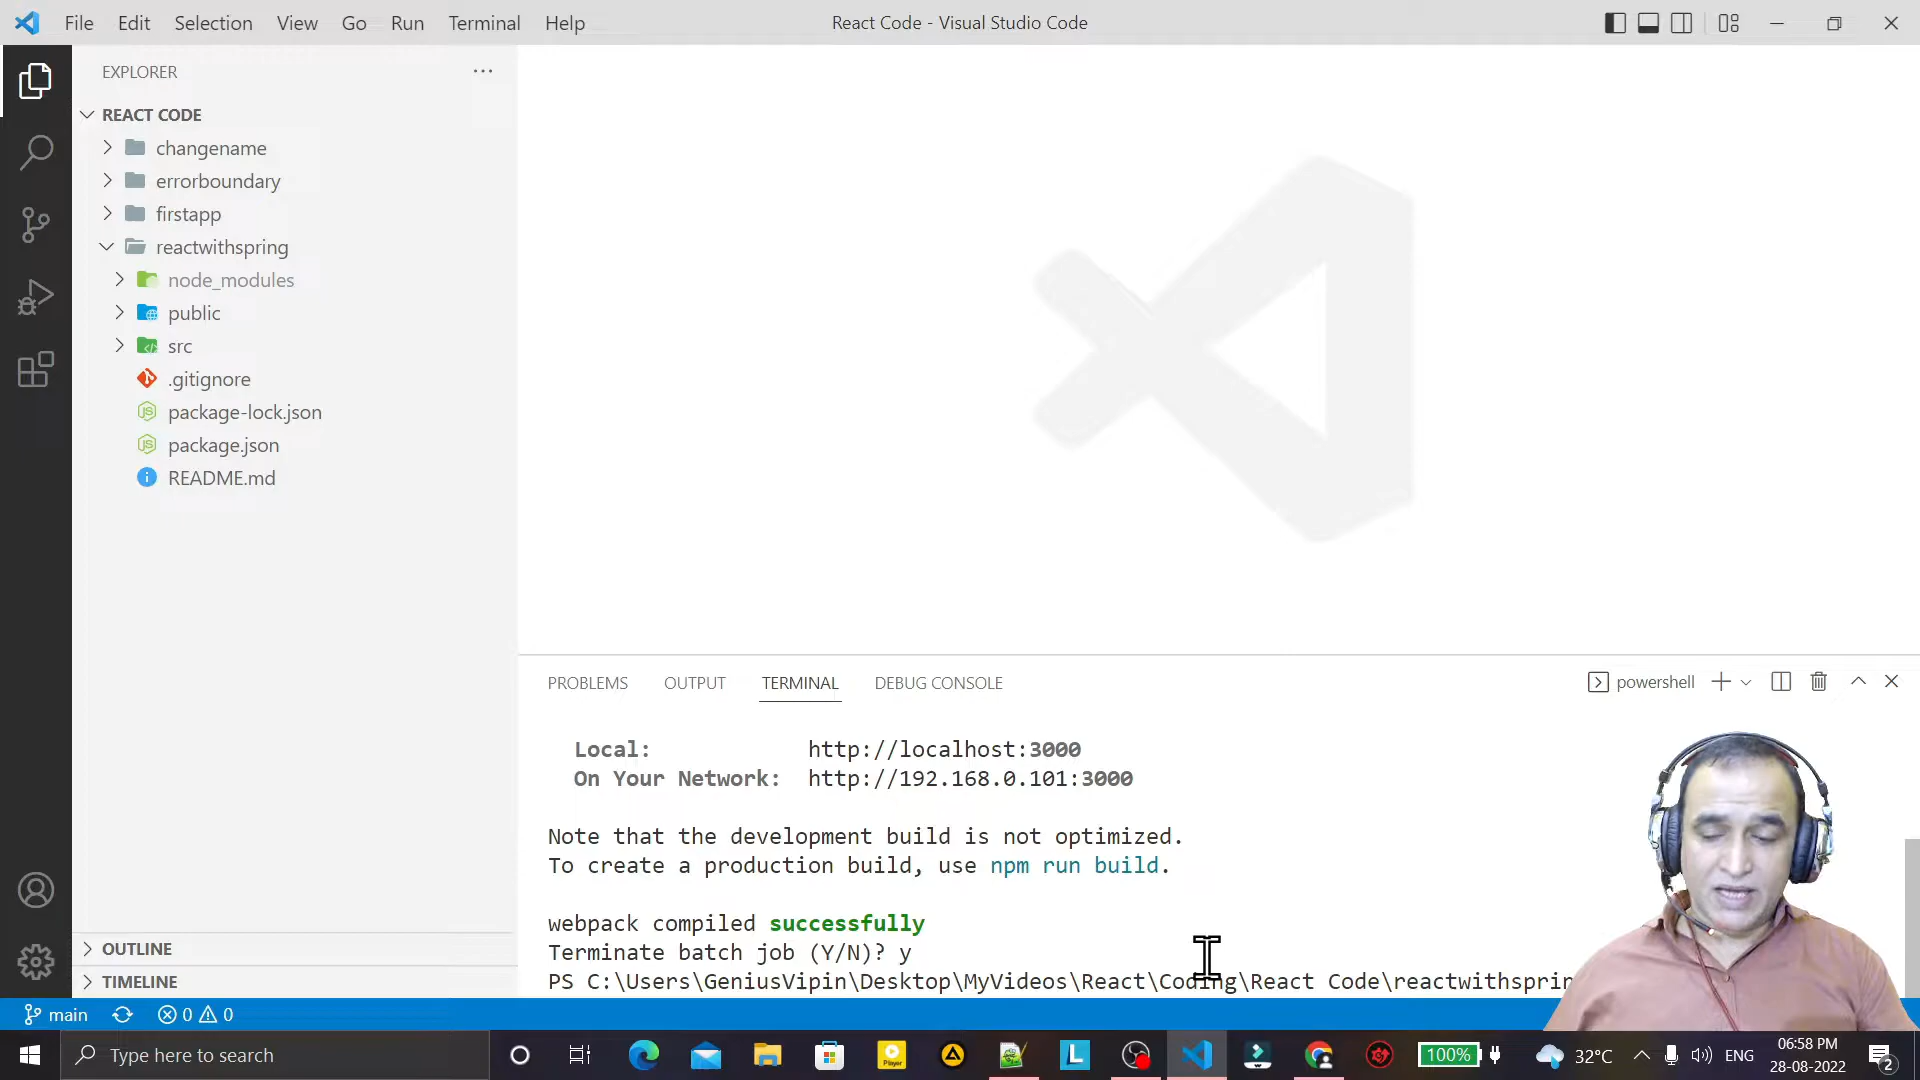 File Edit Selection View Go Run Terminal Help
React Code - Visual Studio Code
EXPLORER
REACT CODE
changename
errorboundary
firstapp
reactwithspring
node_modules
public
src
.gitignore
package-lock.json
package.json
README.md
OUTLINE
TIMELINE
PROBLEMS OUTPUT TERMINAL DEBUG CONSOLE
powershell
Local: http://localhost:3000
On Your Network: http://192.168.0.101:3000
Note that the development build is not optimized.
To create a production build, use npm run build.
webpack compiled successfully
Terminate batch job (Y/N)? y
PS C:\Users\GeniusVipin\Desktop\MyVideos\React\Coding\React Code\reactwithsprin
main 0 0
Type here to search
Player
L
100%
32°C
ENG
06:58 PM
28-08-2022
2